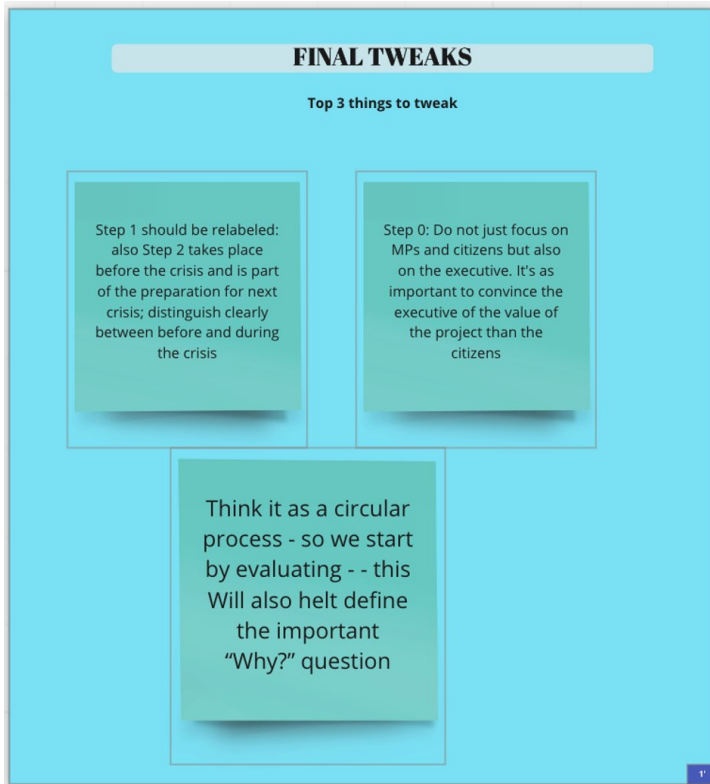 FINAL TWEAKS
Top 3 things to tweak
Step 1 should be relabeled:
also Step 2 takes place
before the crisis and is part
of the preparation for next
crisis; distinguish clearly
between before and during
the crisis
Step 0: Do not just focus on
MPs and citizens but also
on the executive. It's as
important to convince the
executive of the value of
the project than the
citizens
Think it as a circular
process - so we start
by evaluating - - this
Will also helt define
the important
“Why?” question
1'